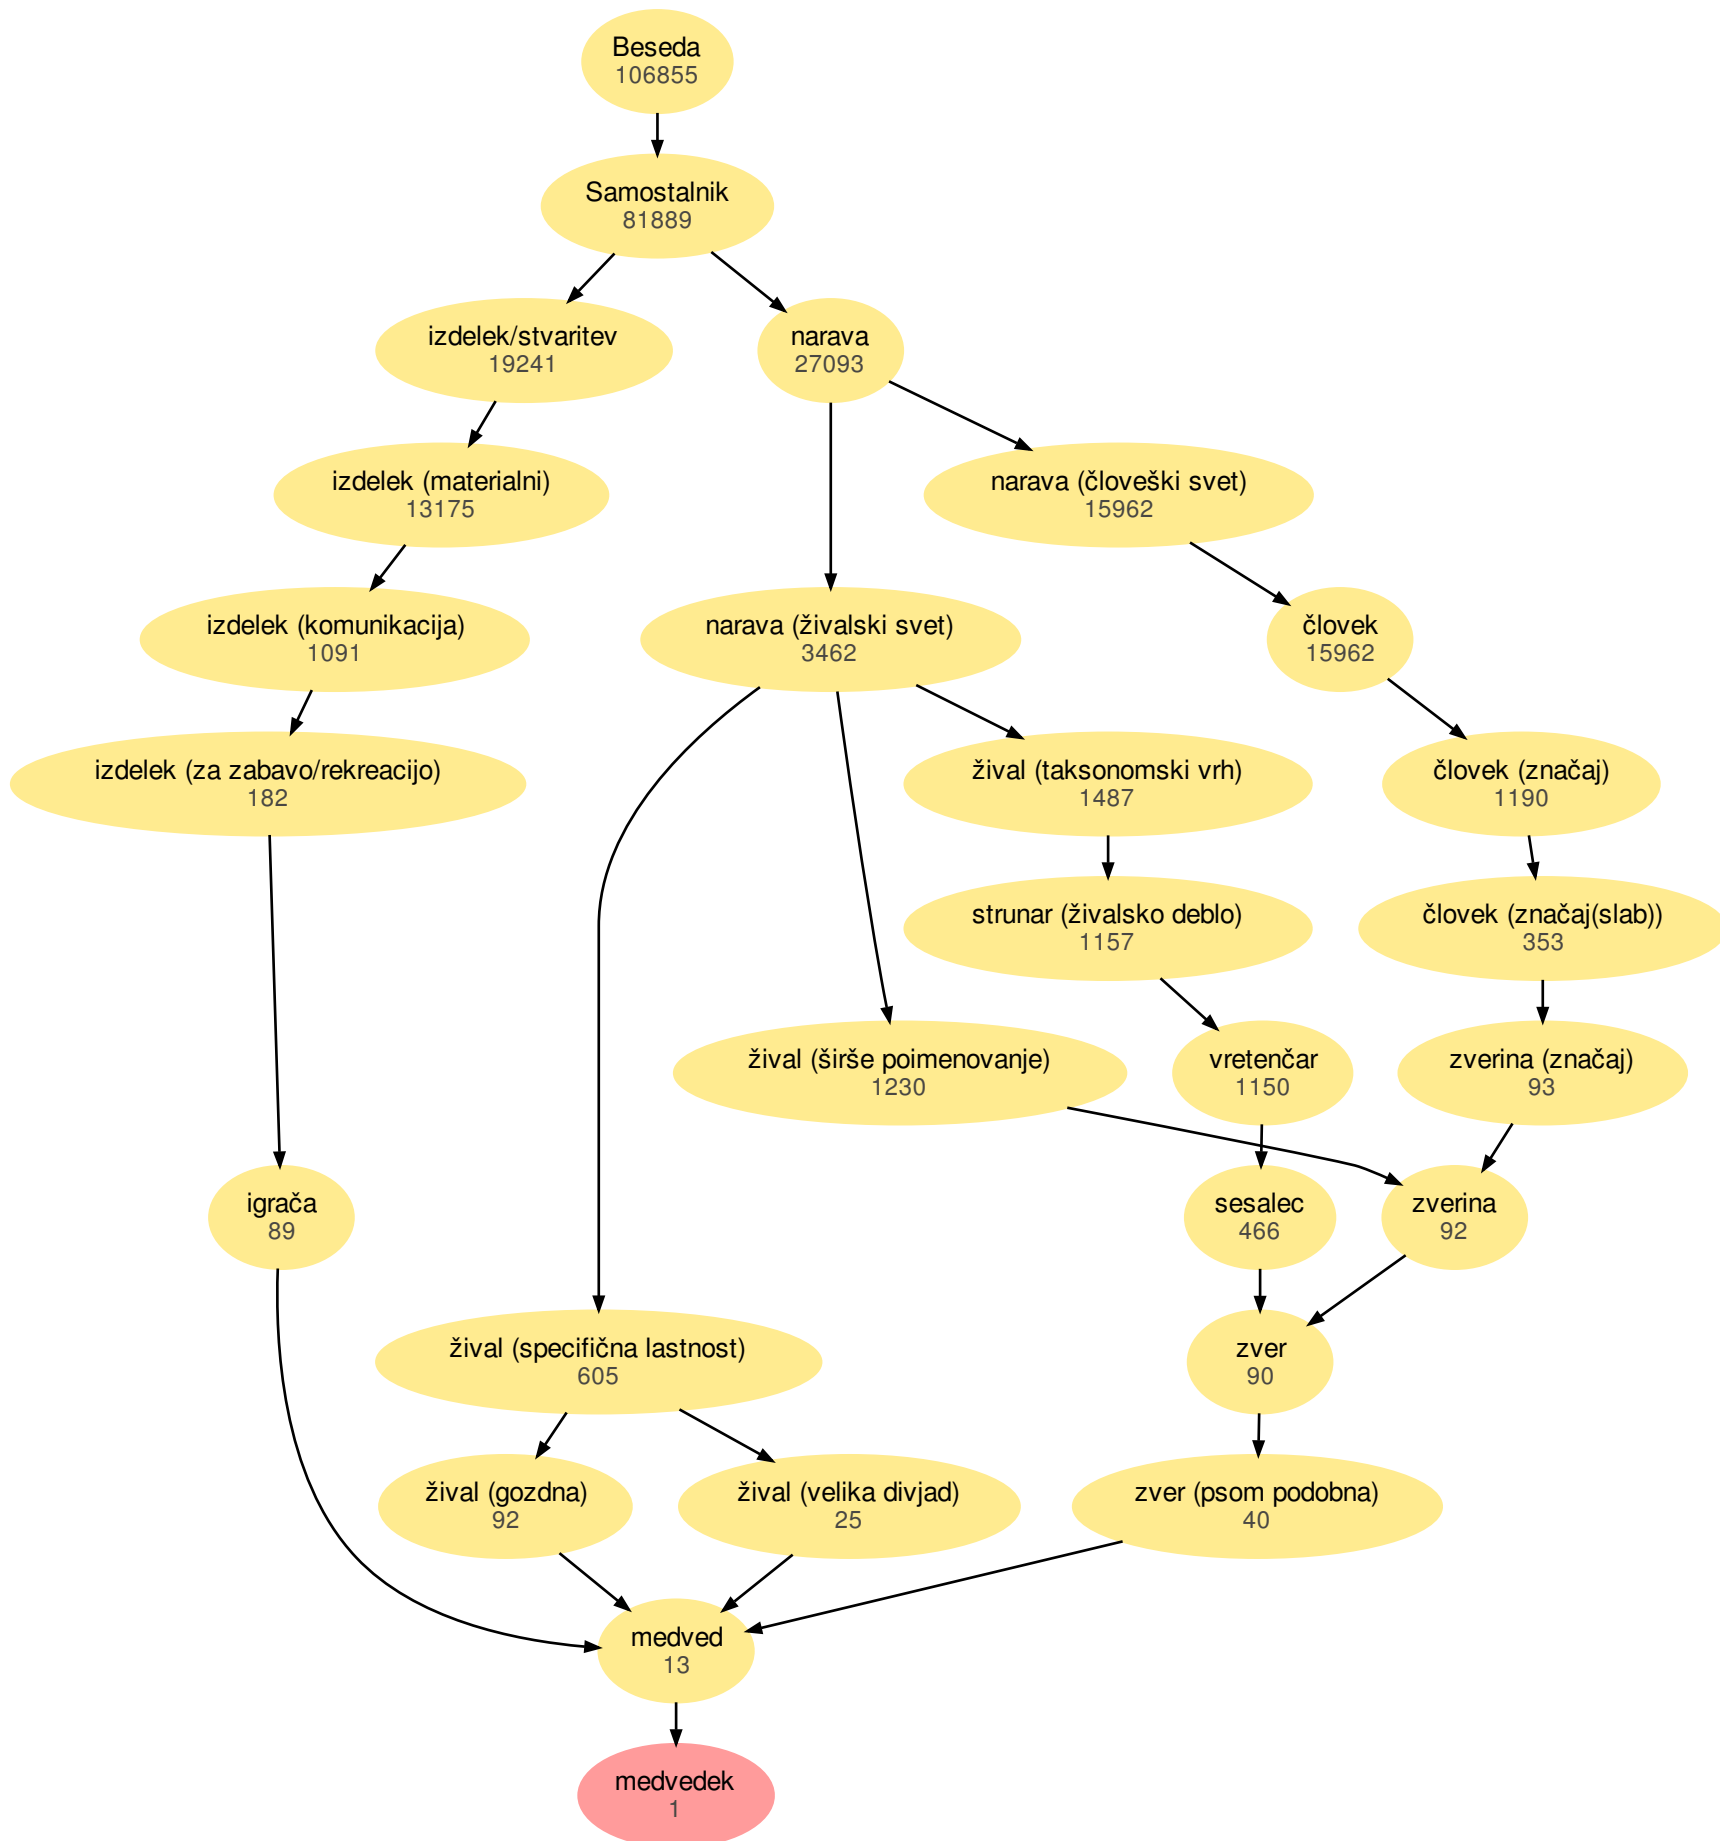 Beseda
106855
Samostalnik
81889
izdelek/stvaritev
19241
narava
27093
izdelek (materialni)
13175
narava (človeški svet)
15962
izdelek (komunikacija)
1091
narava (živalski svet)
3462
človek
15962
izdelek (za zabavo/rekreacijo)
182
žival (taksonomski vrh)
1487
človek (značaj)
1190
strunar (živalsko deblo)
1157
človek (značaj(slab))
353
žival (širše poimenovanje)
1230
vretenčar
1150
zverina (značaj)
93
igrača
89
sesalec
466
zverina
92
žival (specifična lastnost)
605
zver
90
žival (gozdna)
92
žival (velika divjad)
25
zver (psom podobna)
40
medved
13
medvedek
1